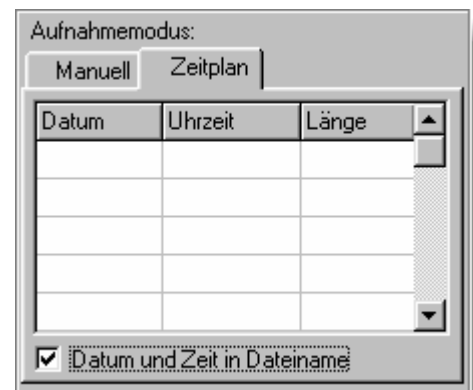 Aufnahmemodus:
Manuell Zeitplan
Datum Uhrzeit Länge
Datum und Zeit in Dateiname